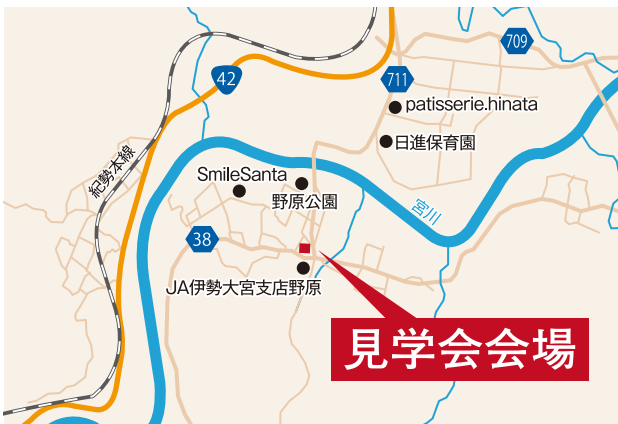 709
42
711
patisserie.hinata
日進保育園
紀勢本線
SmileSanta
野原公園
宮川
38
JA伊勢大宮支店野原
見学会会場